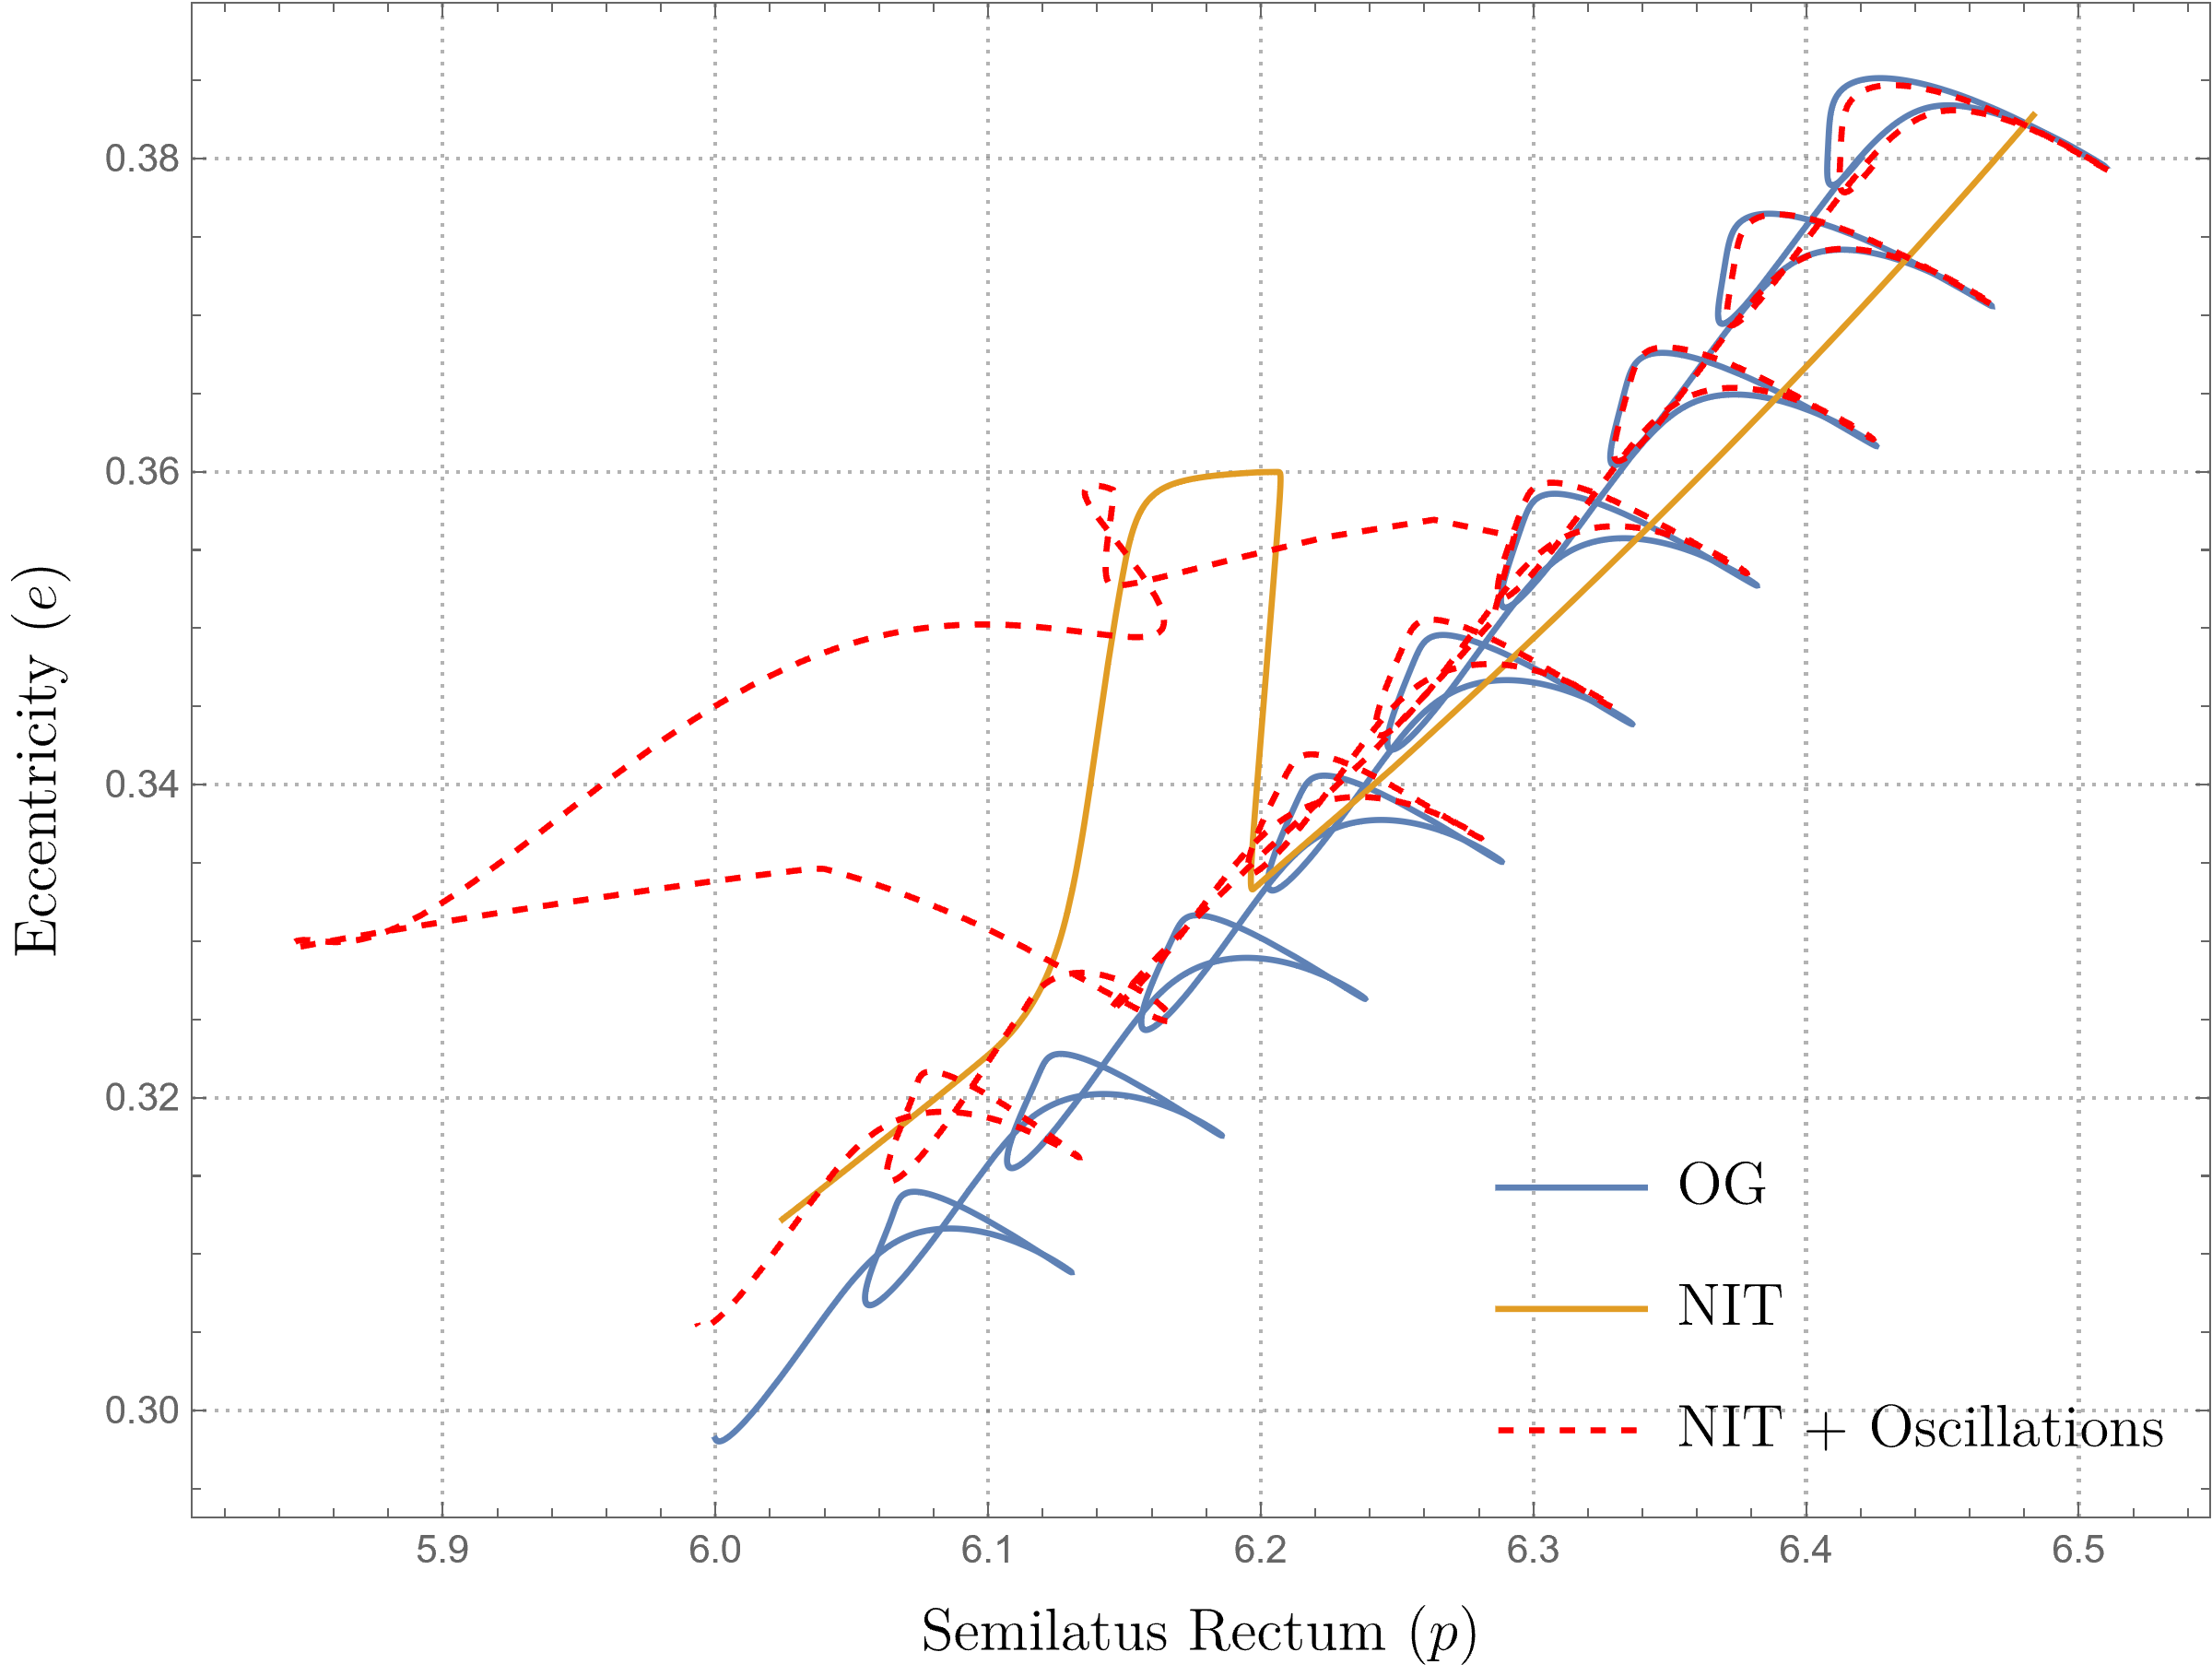 0.38
0.36
0.34
0.32
0.30
Eccentricity (e)
OG
NIT
NIT + Oscillations
5.9 6.0 6.1 6.2 6.3 6.4 6.5
Semilatus Rectum (p)